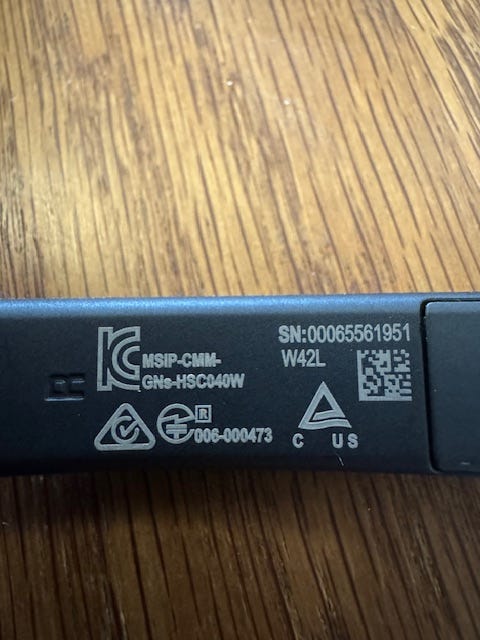 R
MSIP-CMM-
GNs-HSC040W
R 006-000473
SN:00065561951
W42L
C US